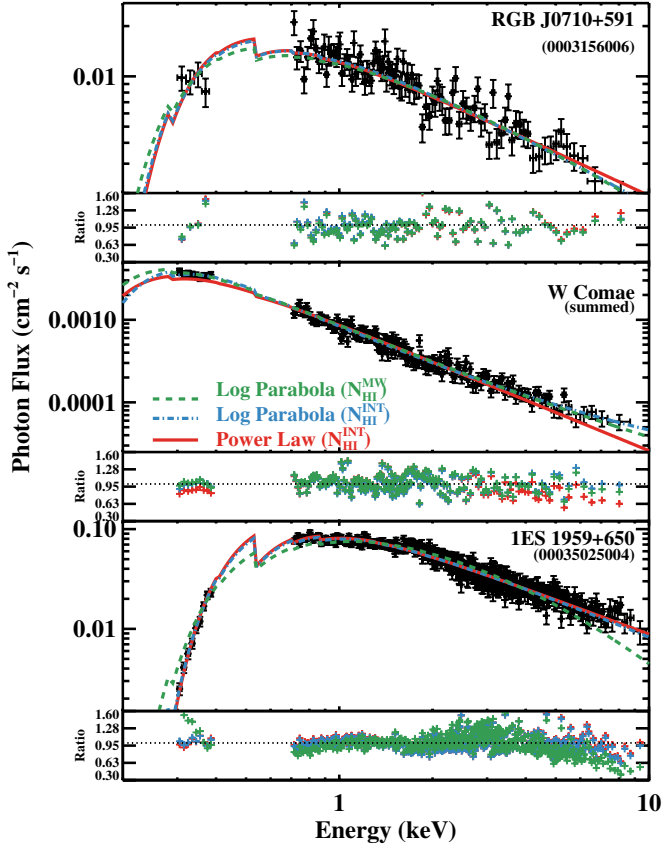 RGB J0710+591
(0003156006)
0.01
1.60
1.28
0.95
0.63
0.30
Ratio
W Comae
(summed)
0.0010
0.0001
Log Parabola (N_HI^MW)
Log Parabola (N_HI^INT)
Power Law (N_HI^INT)
Photon Flux (cm⁻² s⁻¹)
1.60
1.28
0.95
0.63
0.30
Ratio
1ES 1959+650
(00035025004)
0.10
0.01
1.60
1.28
0.95
0.63
0.30
Ratio
1
10
Energy (keV)